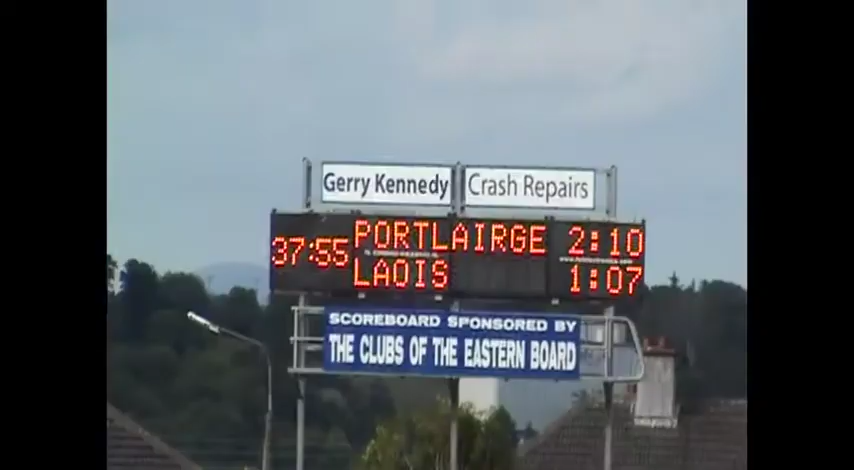 Gerry Kennedy Crash Repairs
37:55 PORTLAIRGE 2:10
LAOIS 1:07
SCOREBOARD SPONSORED BY
THE CLUBS OF THE EASTERN BOARD